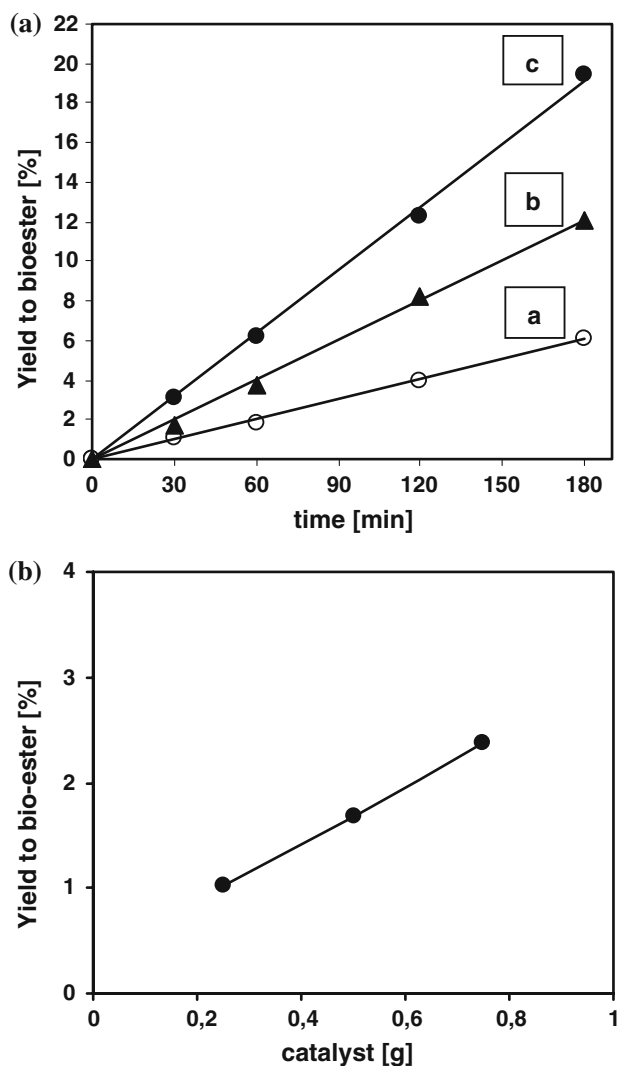 (a)
Yield to bioester [%]
22
20
18
16
14
12
10
8
6
4
2
0
c
b
a
0 30 60 90 120 150 180
time [min]
(b)
Yield to bio-ester [%]
4
3
2
1
0
0 0,2 0,4 0,6 0,8 1
catalyst [g]